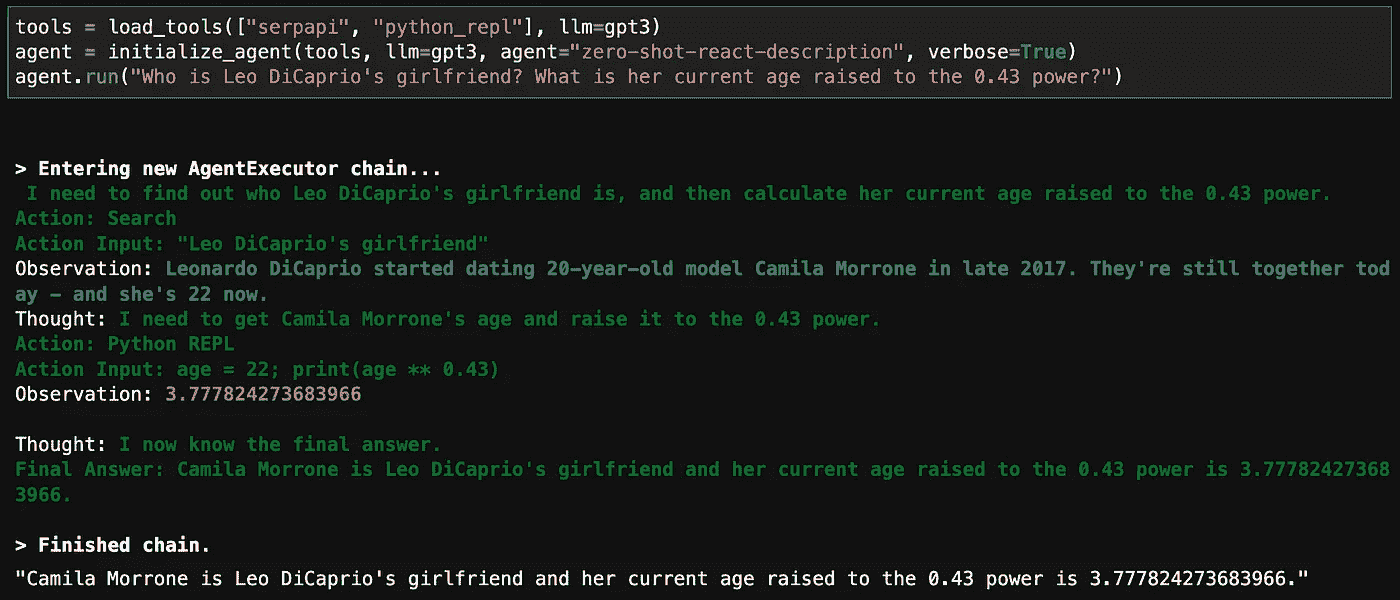 tools = load_tools(["serpapi", "python_repl"], llm=gpt3)
agent = initialize_agent(tools, llm=gpt3, agent="zero-shot-react-description", verbose=True)
agent.run("Who is Leo DiCaprio's girlfriend? What is her current age raised to the 0.43 power?")
> Entering new AgentExecutor chain...
I need to find out who Leo DiCaprio's girlfriend is, and then calculate her current age raised to the 0.43 power.
Action: Search
Action Input: "Leo DiCaprio's girlfriend"
Observation: Leonardo DiCaprio started dating 20-year-old model Camila Morrone in late 2017. They're still together tod
ay – and she's 22 now.
Thought: I need to get Camila Morrone's age and raise it to the 0.43 power.
Action: Python REPL
Action Input: age = 22; print(age ** 0.43)
Observation: 3.777824273683966
Thought: I now know the final answer.
Final Answer: Camila Morrone is Leo DiCaprio's girlfriend and her current age raised to the 0.43 power is 3.77782427368
3966.
> Finished chain.
"Camila Morrone is Leo DiCaprio's girlfriend and her current age raised to the 0.43 power is 3.777824273683966."